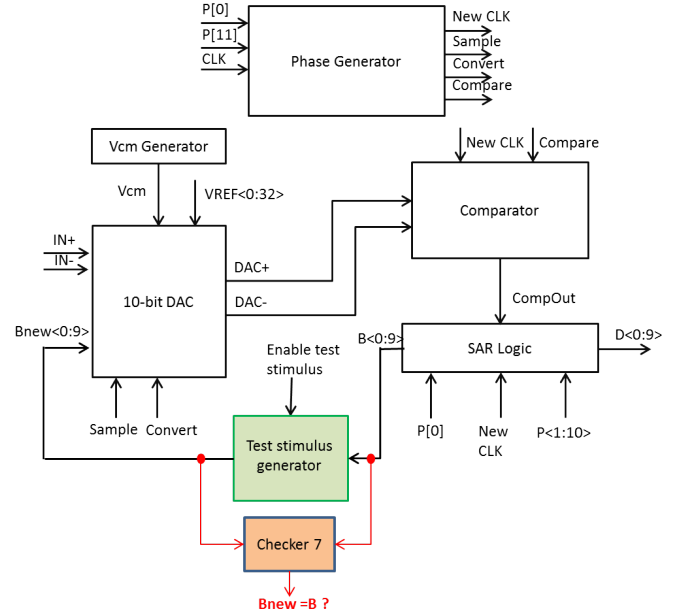 P[0]
P[11]
CLK
Phase Generator
New CLK
Sample
Convert
Compare
Vcm Generator
Vcm
VREF<0:32>
New CLK
Compare
Comparator
IN+
IN-
10-bit DAC
DAC+
DAC-
CompOut
Bnew<0:9>
Enable test
stimulus
B<0:9>
SAR Logic
D<0:9>
Sample
Convert
Test stimulus
generator
P[0]
New
CLK
P<1:10>
Checker 7
Bnew =B ?